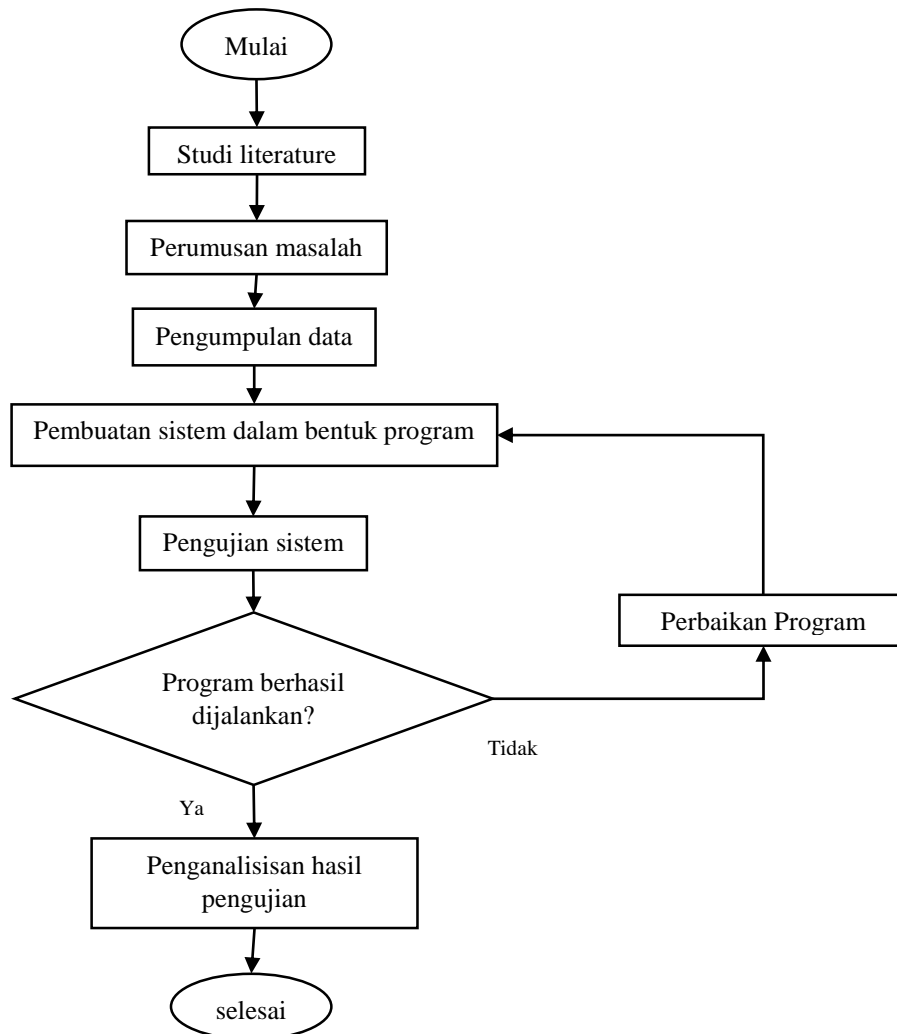 Mulai
Studi literature
Perumusan masalah
Pengumpulan data
Pembuatan sistem dalam bentuk program
Pengujian sistem
Perbaikan Program
Program berhasil
dijalankan?
Tidak
Ya
Penganalisisan hasil
pengujian
selesai